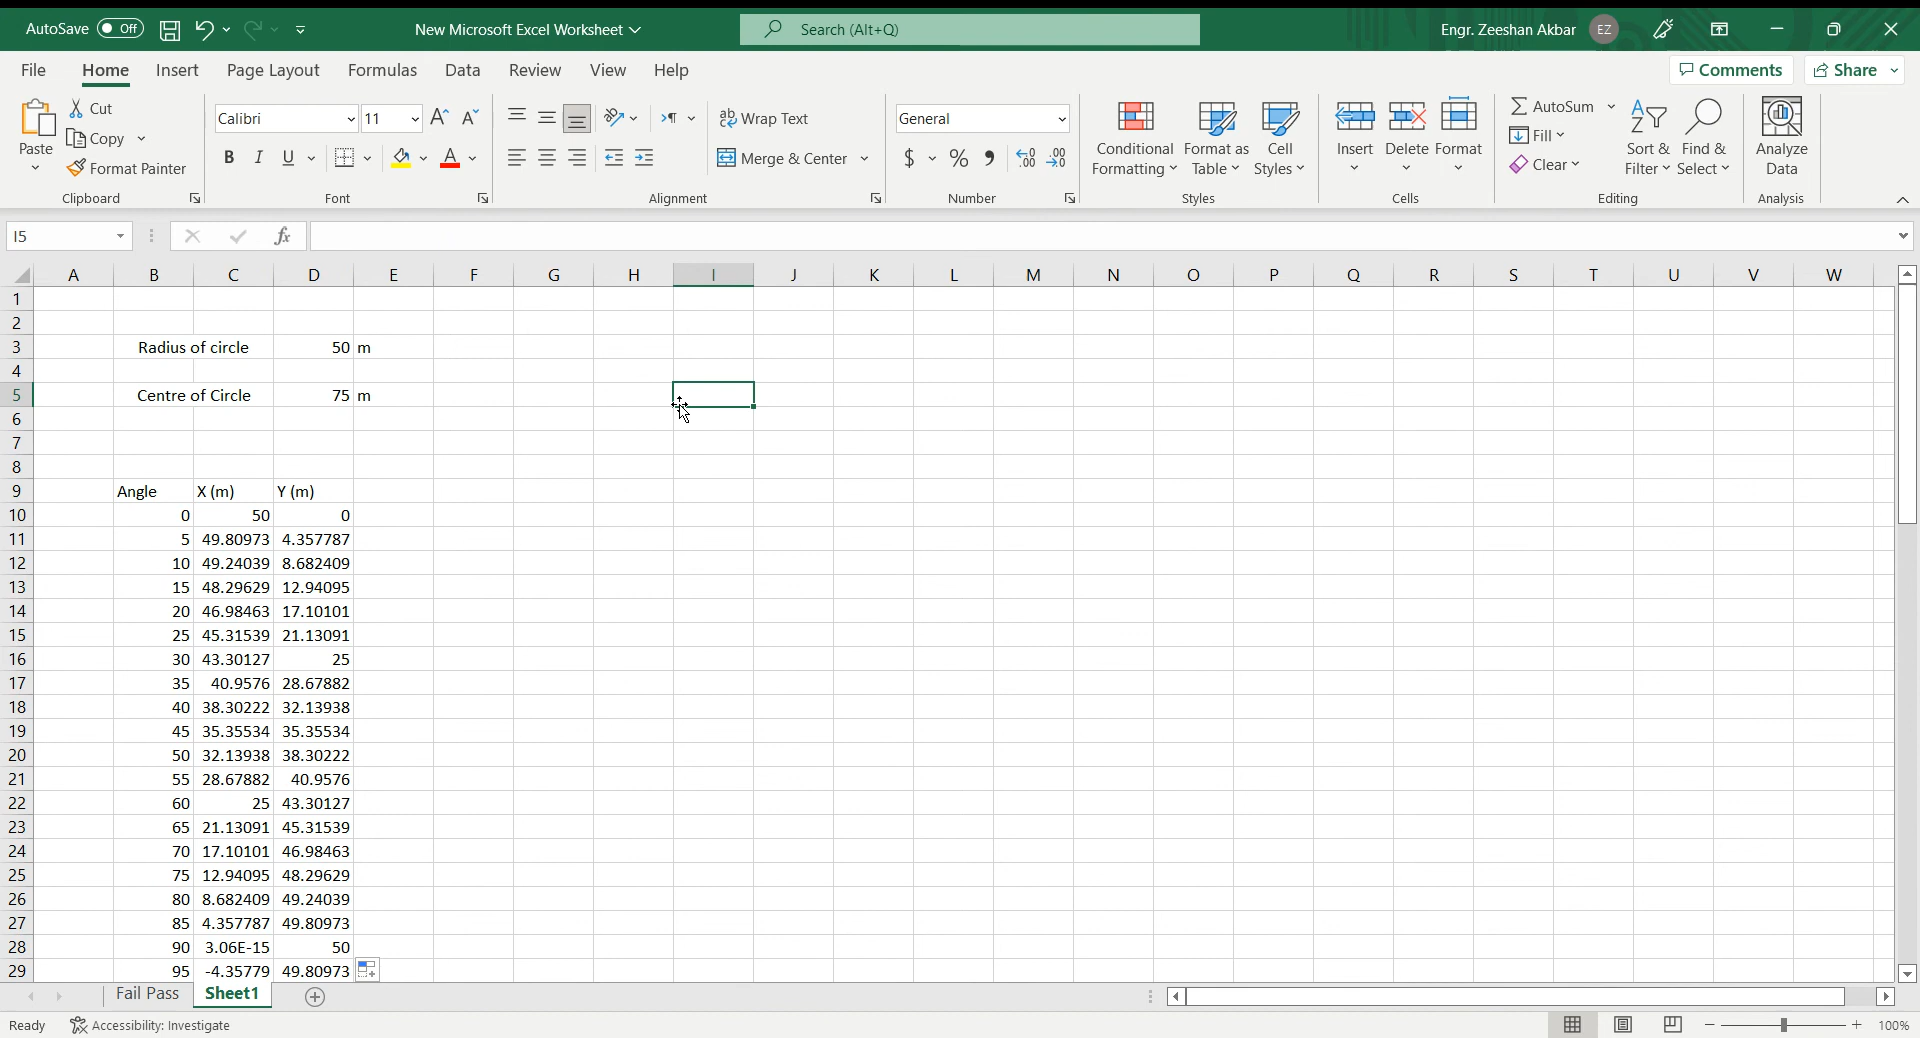 AutoSave Off New Microsoft Excel Worksheet Search (Alt+Q) Engr. Zeeshan Akbar EZ
File Home Insert Page Layout Formulas Data Review View Help Comments Share
Paste Cut Copy Format Painter
Clipboard
Calibri 11
B I U A
Font
Wrap Text
Merge & Center
Alignment
General
$ % 9 .00 .00
Number
Conditional Formatting Format as Table Cell Styles
Styles
Insert Delete Format
Cells
AutoSum Fill Clear Sort & Filter Find & Select
Editing
Analyze Data
Analysis
I5 fx
A B C D E F G H I J K L M N O P Q R S T U V W
1
2
3 Radius of circle 50 m
4
5 Centre of Circle 75 m
6
7
8
9 Angle X (m) Y (m)
10 0 50 0
11 5 49.80973 4.357787
12 10 49.24039 8.682409
13 15 48.29629 12.94095
14 20 46.98463 17.10101
15 25 45.31539 21.13091
16 30 43.30127 25
17 35 40.9576 28.67882
18 40 38.30222 32.13938
19 45 35.35534 35.35534
20 50 32.13938 38.30222
21 55 28.67882 40.9576
22 60 25 43.30127
23 65 21.13091 45.31539
24 70 17.10101 46.98463
25 75 12.94095 48.29629
26 80 8.682409 49.24039
27 85 4.357787 49.80973
28 90 3.06E-15 50
29 95 -4.35779 49.80973
Fail Pass Sheet1
Ready Accessibility: Investigate 100%